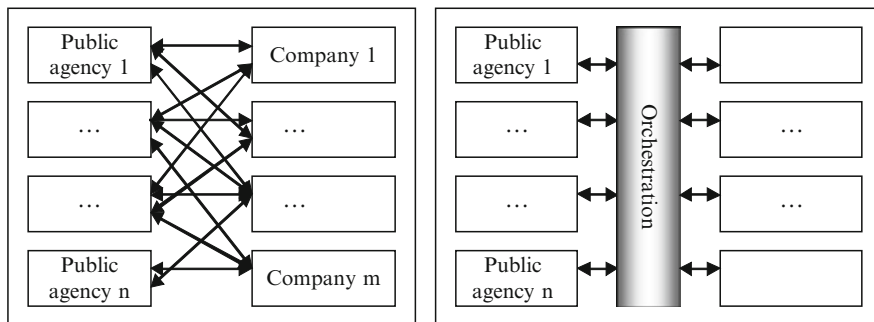 Public
agency 1
Company 1
…
…
…
…
Public
agency n
Company m
Public
agency 1
…
…
…
…
Public
agency n
Orchestration